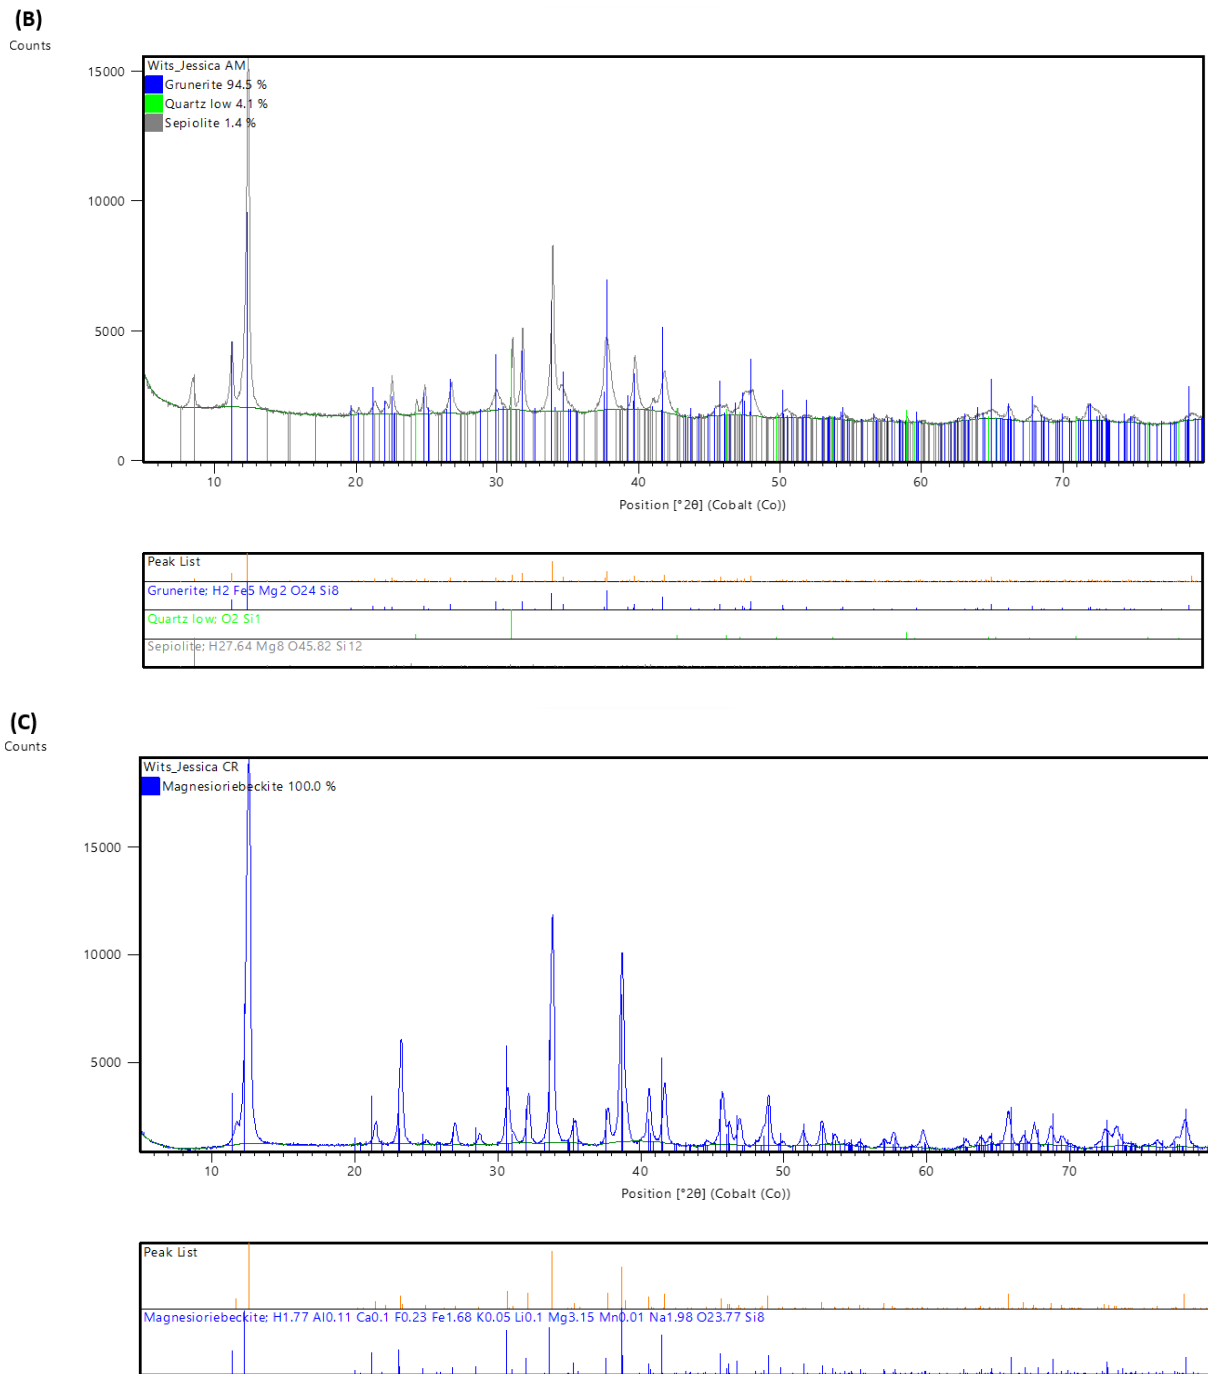 (B)
Counts
Wits_Jessica AM
Grunerite 94.5 %
Quartz low 4.1 %
Sepiolite 1.4 %
15000
10000
5000
0
10 20 30 40 50 60 70
Position [°2θ] (Cobalt (Co))
Peak List
Grunerite; H2 Fe5 Mg2 O24 Si8
Quartz low; O2 Si1
Sepiolite; H27.64 Mg8 O45.82 Si12
(C)
Counts
Wits_Jessica CR
Magnesioriebeckite 100.0 %
15000
10000
5000
10 20 30 40 50 60 70
Position [°2θ] (Cobalt (Co))
Peak List
Magnesioriebeckite; H1.77 Al0.11 Ca0.1 F0.23 Fe1.68 K0.05 Li0.1 Mg3.15 Mn0.01 Na1.98 O23.77 Si8